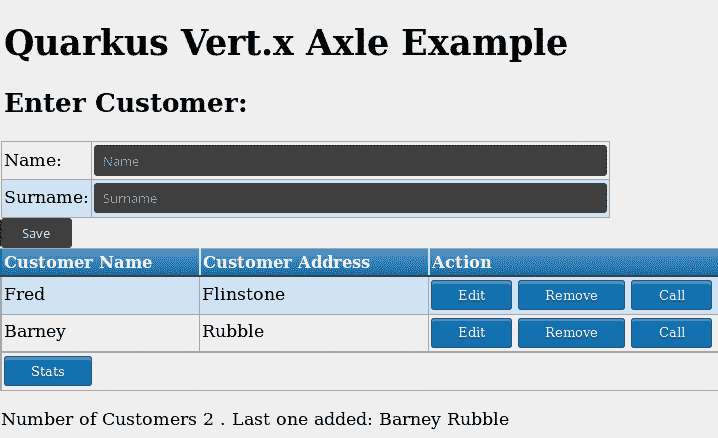 Quarkus Vert.x Axle Example
Enter Customer:
Name: Name
Surname: Surname
Save
Customer Name Customer Address Action
Fred Flinstone Edit Remove Call
Barney Rubble Edit Remove Call
Stats
Number of Customers 2 . Last one added: Barney Rubble